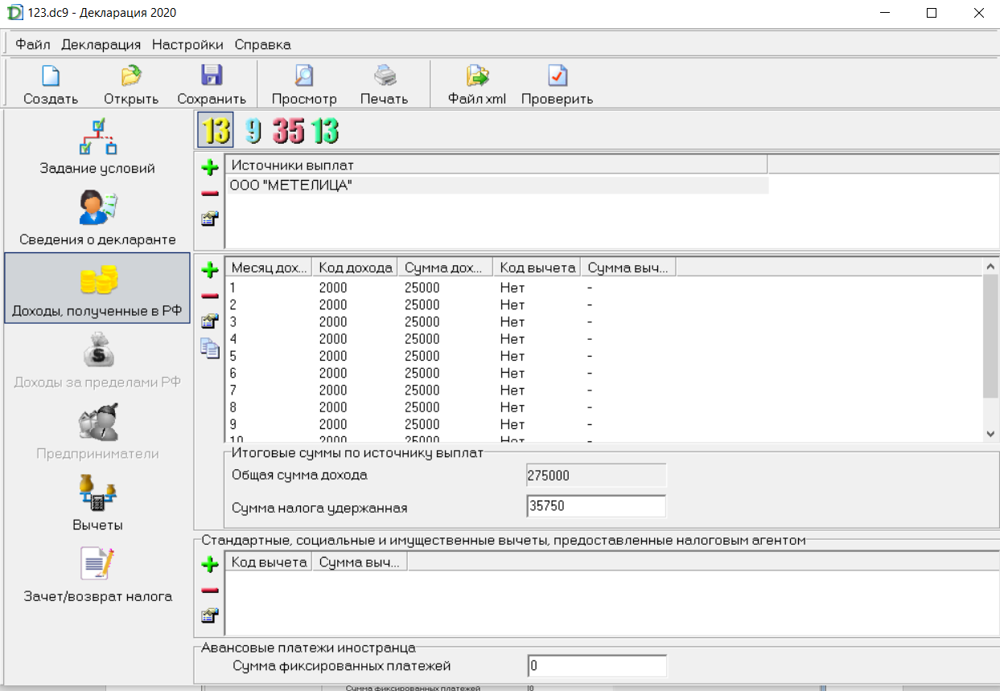 123.dc9 - Декларация 2020
Файл Декларация Настройки Справка
Создать Открыть Сохранить Просмотр Печать Файл xml Проверить
13 9 35 13
Задание условий
Сведения о декларанте
Доходы, полученные в РФ
Доходы за пределами РФ
Предприниматели
Вычеты
Зачет/возврат налога
Источники выплат
ООО "МЕТЕЛИЦА"
Месяц дох... Код дохода Сумма дох... Код вычета Сумма выч...
1 2000 25000 Нет -
2 2000 25000 Нет -
3 2000 25000 Нет -
4 2000 25000 Нет -
5 2000 25000 Нет -
6 2000 25000 Нет -
7 2000 25000 Нет -
8 2000 25000 Нет -
9 2000 25000 Нет -
10 2000 25000 Нет -
Итоговые суммы по источнику выплат
Общая сумма дохода 275000
Сумма налога удержанная 35750
Стандартные, социальные и имущественные вычеты, предоставленные налоговым агентом
Код вычета Сумма выч...
Авансовые платежи иностранца
Сумма фиксированных платежей 0
Сумма фиксированных платежей 0